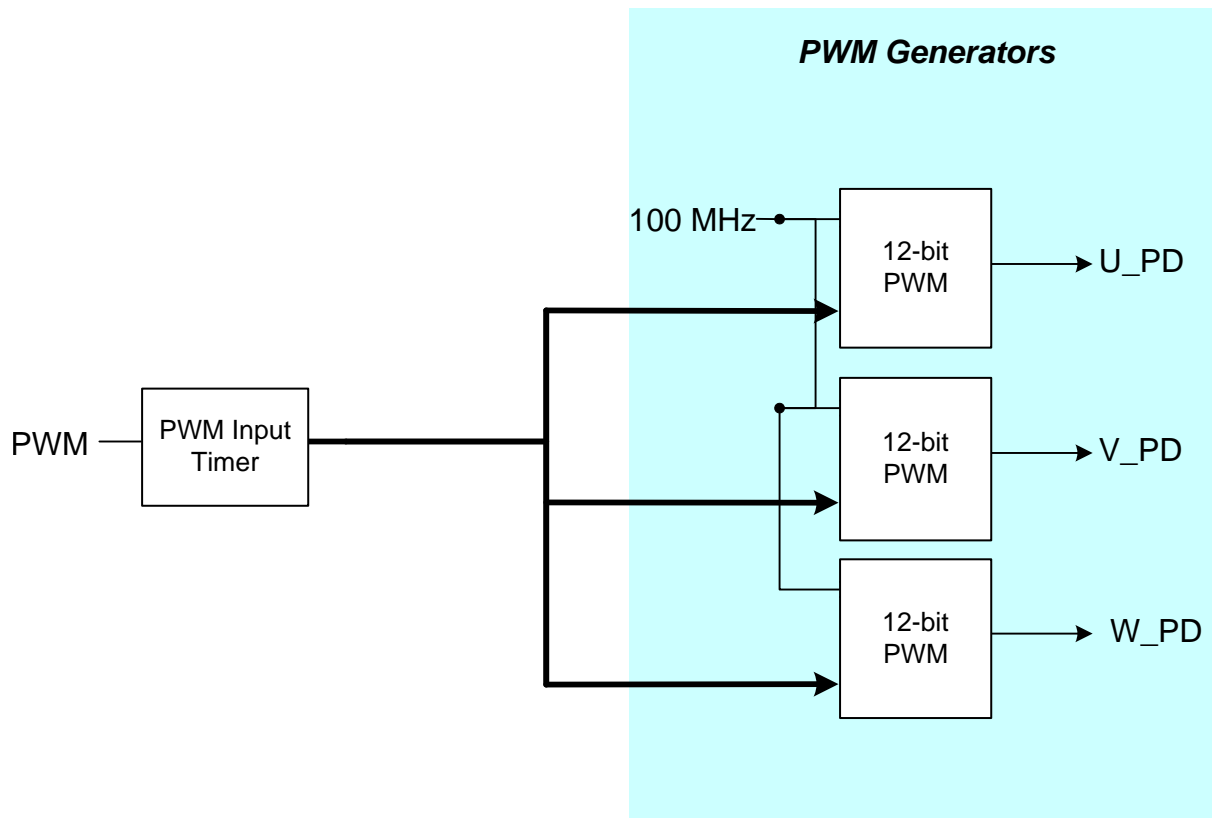 PWM Generators
100 MHz
12-bit
PWM
U_PD
PWM
PWM Input
Timer
12-bit
PWM
V_PD
12-bit
PWM
W_PD